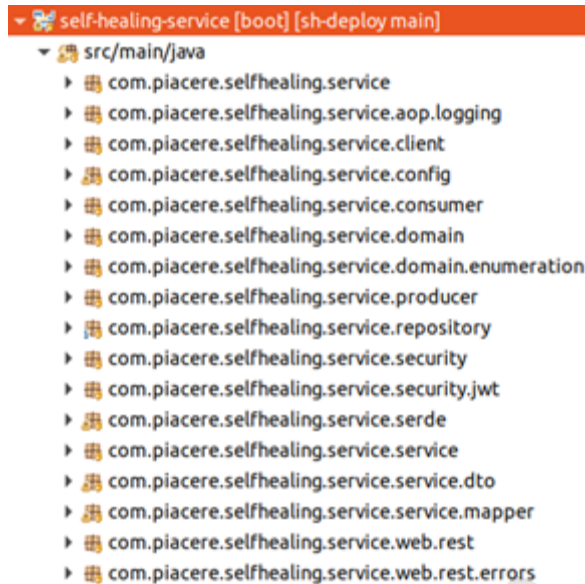 self-healing-service [boot] [sh-deploy main]
src/main/java
com.piacere.selfhealing.service
com.piacere.selfhealing.service.aop.logging
com.piacere.selfhealing.service.client
com.piacere.selfhealing.service.config
com.piacere.selfhealing.service.consumer
com.piacere.selfhealing.service.domain
com.piacere.selfhealing.service.domain.enumeration
com.piacere.selfhealing.service.producer
com.piacere.selfhealing.service.repository
com.piacere.selfhealing.service.security
com.piacere.selfhealing.service.security.jwt
com.piacere.selfhealing.service.serde
com.piacere.selfhealing.service.service
com.piacere.selfhealing.service.service.dto
com.piacere.selfhealing.service.service.mapper
com.piacere.selfhealing.service.web.rest
com.piacere.selfhealing.service.web.rest.errors